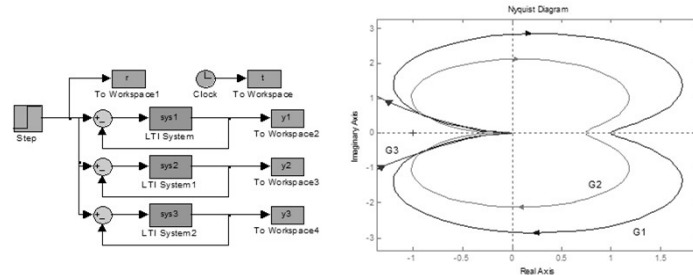 r
To Workspace1
Clock
t
To Workspace
Step
sys1
LTI System
y1
To Workspace2
sys2
LTI System1
y2
To Workspace3
sys3
LTI System2
y3
To Workspace4
Nyquist Diagram
Imaginary Axis
3
2
1
0
-1
-2
-3
G3
G2
G1
-1
-0.5
0
0.5
1
1.5
Real Axis